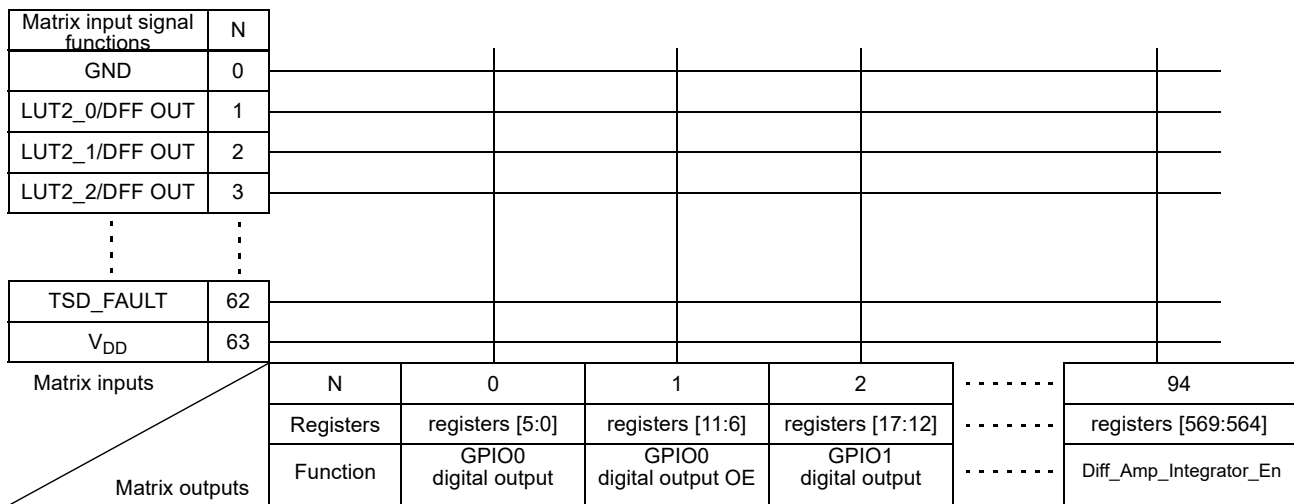 Matrix input signal
functions
N
GND
0
LUT2_0/DFF OUT
1
LUT2_1/DFF OUT
2
LUT2_2/DFF OUT
3
TSD_FAULT
62
VDD
63
Matrix inputs
Matrix outputs
N
0
1
2
94
Registers
registers [5:0]
registers [11:6]
registers [17:12]
registers [569:564]
Function
GPIO0
digital output
GPIO0
digital output OE
GPIO1
digital output
Diff_Amp_Integrator_En